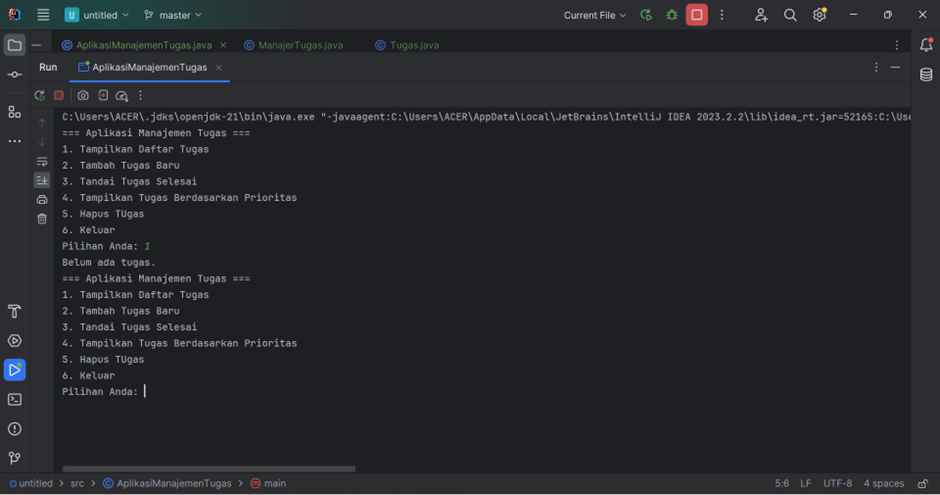 U untitled master Current File
AplikasiManajemenTugas.java ManajerTugas.java Tugas.java
Run AplikasiManajemenTugas
C:\Users\ACER\.jdks\openjdk-21\bin\java.exe "-javaagent:C:\Users\ACER\AppData\Local\JetBrains\IntelliJ IDEA 2023.2.2\lib\idea_rt.jar=52165:C:\Use
=== Aplikasi Manajemen Tugas ===
1. Tampilkan Daftar Tugas
2. Tambah Tugas Baru
3. Tandai Tugas Selesai
4. Tampilkan Tugas Berdasarkan Prioritas
5. Hapus TUgas
6. Keluar
Pilihan Anda: 1
Belum ada tugas.
=== Aplikasi Manajemen Tugas ===
1. Tampilkan Daftar Tugas
2. Tambah Tugas Baru
3. Tandai Tugas Selesai
4. Tampilkan Tugas Berdasarkan Prioritas
5. Hapus TUgas
6. Keluar
Pilihan Anda:
untitled > src > AplikasiManajemenTugas > main 5:6 LF UTF-8 4 spaces